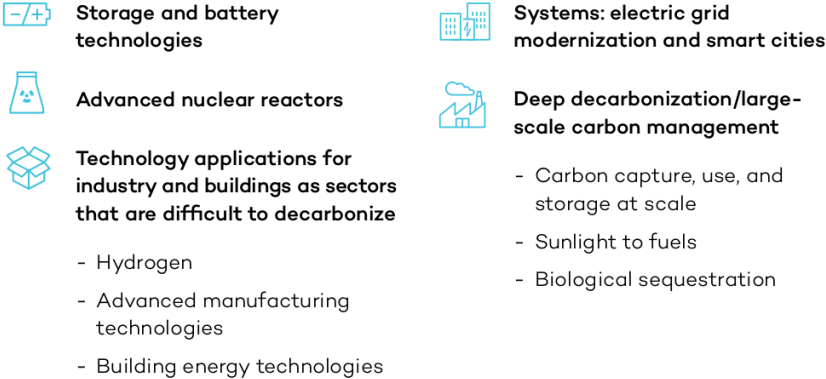 Storage and battery
technologies
Advanced nuclear reactors
Technology applications for
industry and buildings as sectors
that are difficult to decarbonize
- Hydrogen
- Advanced manufacturing
technologies
- Building energy technologies
Systems: electric grid
modernization and smart cities
Deep decarbonization/large-
scale carbon management
- Carbon capture, use, and
storage at scale
- Sunlight to fuels
- Biological sequestration